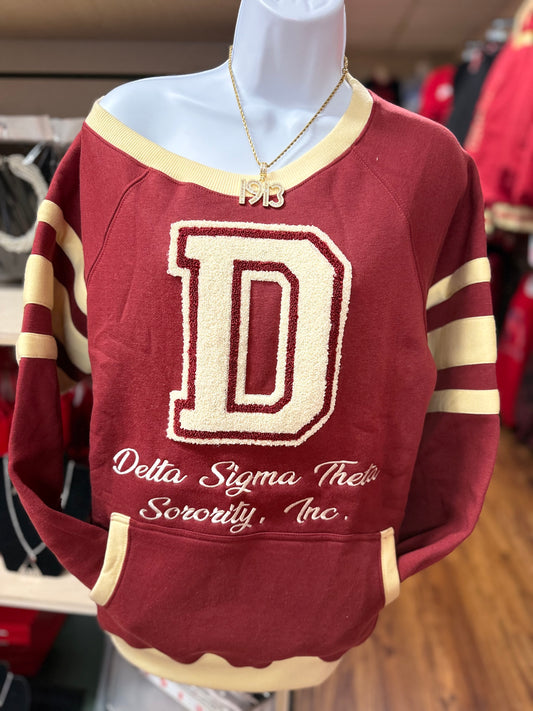 1913
D
Delta Sigma Theta
Sorority, Inc.